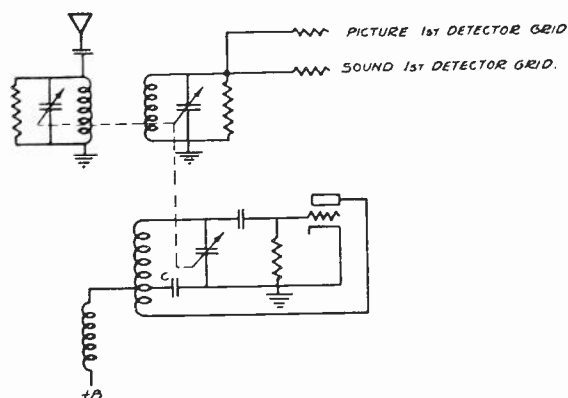 PICTURE 1ST DETECTOR GRID
SOUND 1ST DETECTOR GRID.
C
+B